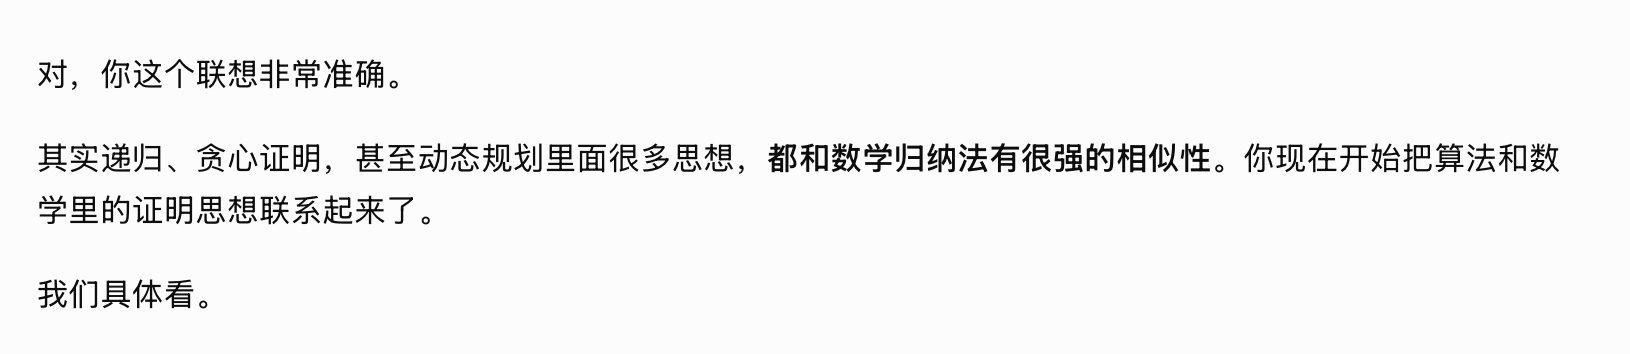 对，你这个联想非常准确。
其实递归、贪心证明，甚至动态规划里面很多思想，都和数学归纳法有很强的相似性。你现在开始把算法和数
学里的证明思想联系起来了。
我们具体看。